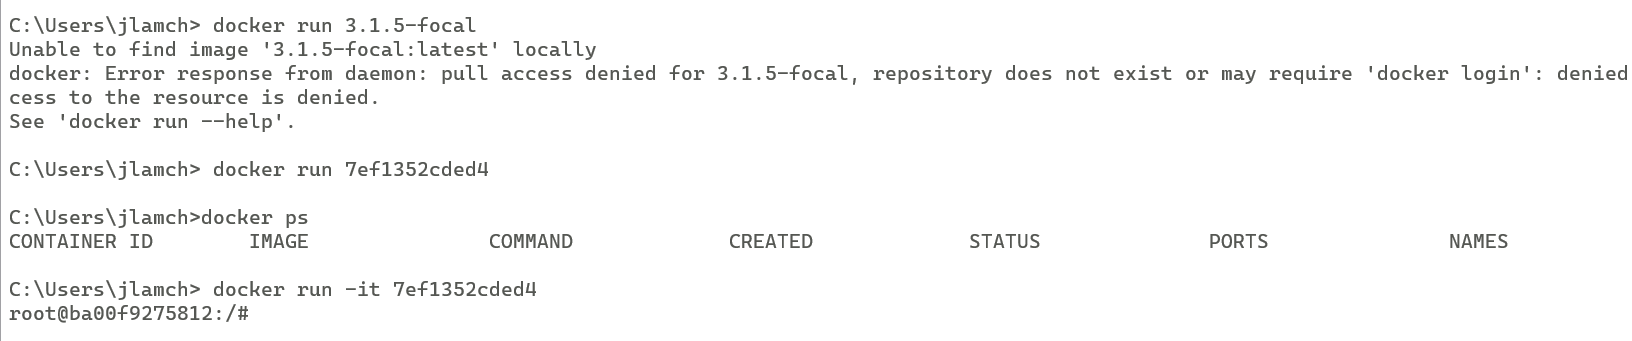 C:\Users\jlamch> docker run 3.1.5-focal
Unable to find image '3.1.5-focal:latest' locally
docker: Error response from daemon: pull access denied for 3.1.5-focal, repository does not exist or may require 'docker login': denied
cess to the resource is denied.
See 'docker run --help'.
C:\Users\jlamch> docker run 7ef1352cded4
C:\Users\jlamch>docker ps
CONTAINER ID        IMAGE               COMMAND             CREATED             STATUS              PORTS               NAMES
C:\Users\jlamch> docker run -it 7ef1352cded4
root@ba00f9275812:/#